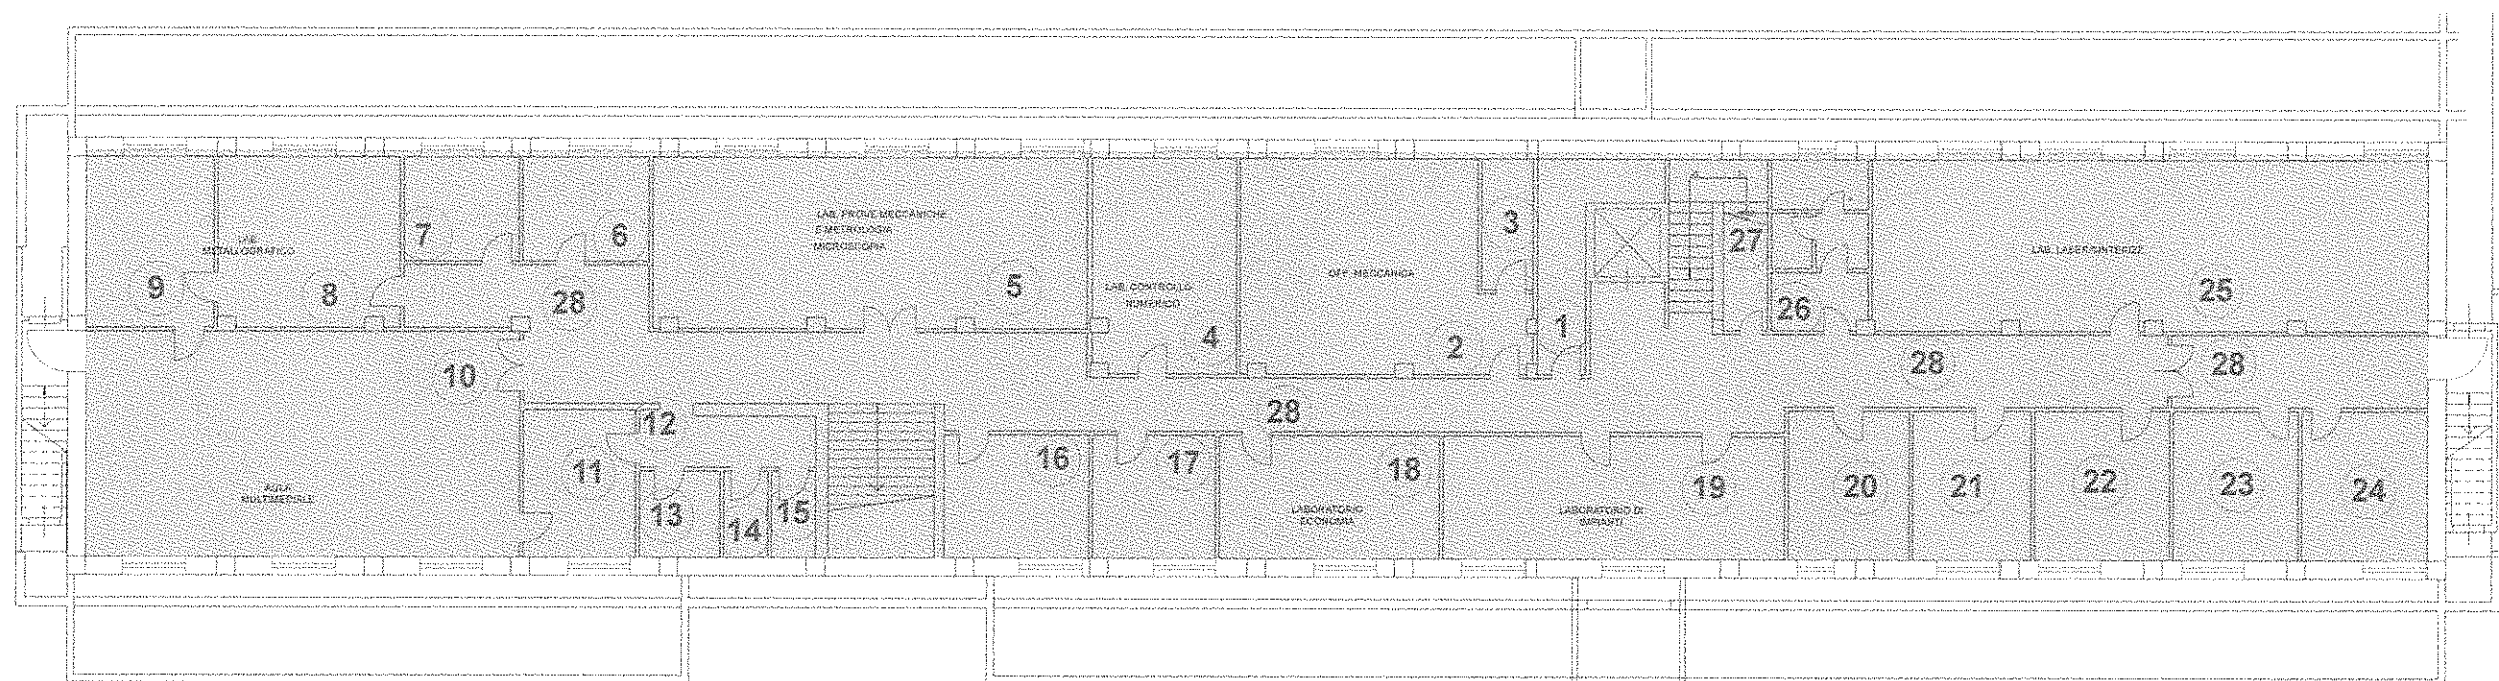 LAB. PROVE MECCANICHE
E METROLOGIA
MICROSCOPIA
3
7
6
27
LAB.
METALLOGRAFICO
LAB. LASER/SINTERIZZ.
OFF. MECCANICA
9
8
28
5
LAB. CONTROLLO
NUMERICO
25
26
1
4
2
10
28
28
12
28
16
17
11
18
19
20
21
22
23
24
AULA
MULTIMEDIALE
13
14
15
LABORATORIO
ECONOMIA
LABORATORIO DI
IMPIANTI